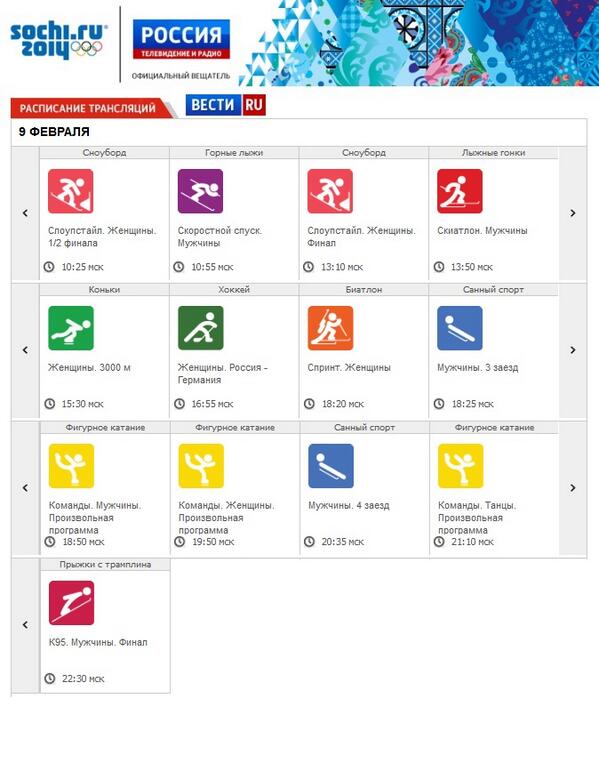 sochi.ru
2014
РОССИЯ
ТЕЛЕВИДЕНИЕ И РАДИО
ОФИЦИАЛЬНЫЙ ВЕЩАТЕЛЬ
РАСПИСАНИЕ ТРАНСЛЯЦИЙ
ВЕСТИ RU
9 ФЕВРАЛЯ
Сноуборд
Слоупстайл. Женщины.
1/2 финала
10:25 мск
Горные лыжи
Скоростной спуск.
Мужчины
10:55 мск
Сноуборд
Слоупстайл. Женщины.
Финал
13:10 мск
Лыжные гонки
Скиатлон. Мужчины
13:50 мск
Коньки
Женщины. 3000 м
15:30 мск
Хоккей
Женщины. Россия -
Германия
16:55 мск
Биатлон
Спринт. Женщины
18:20 мск
Санный спорт
Мужчины. 3 заезд
18:25 мск
Фигурное катание
Команды. Мужчины.
Произвольная
программа
18:50 мск
Фигурное катание
Команды. Женщины.
Произвольная
программа
19:50 мск
Санный спорт
Мужчины. 4 заезд
20:35 мск
Фигурное катание
Команды. Танцы.
Произвольная
программа
21:10 мск
Прыжки с трамплина
К95. Мужчины. Финал
22:30 мск